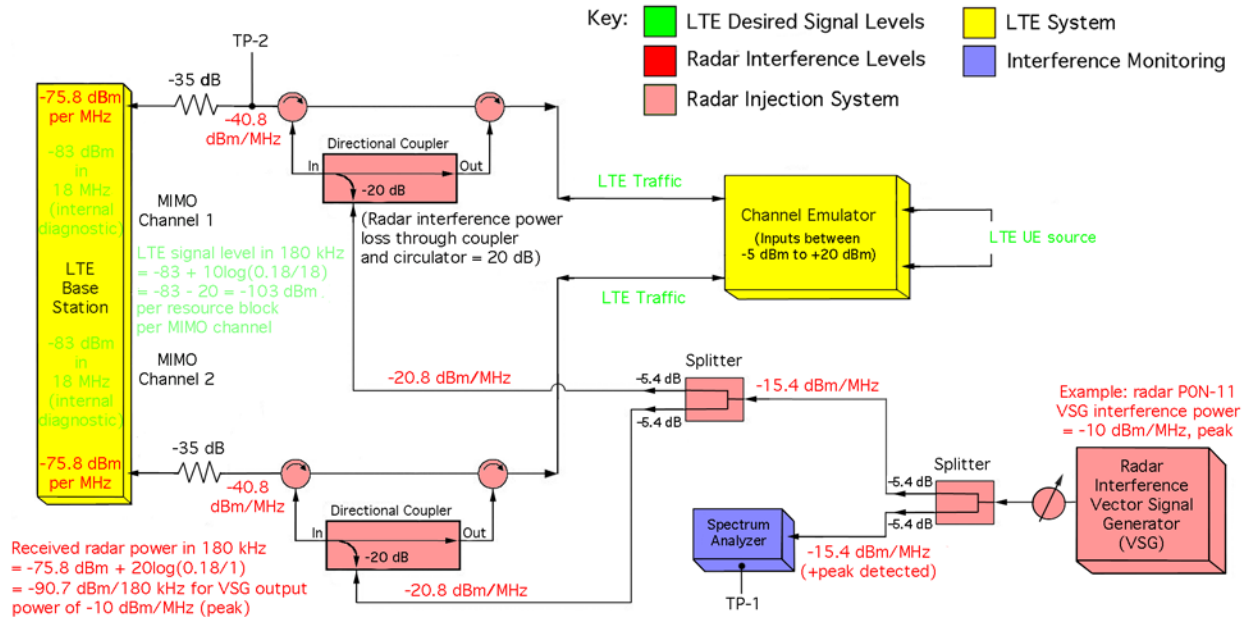 Key:
LTE Desired Signal Levels
LTE System
Radar Interference Levels
Interference Monitoring
Radar Injection System
TP-2
-35 dB
-75.8 dBm
per MHz
-40.8
dBm/MHz
Directional Coupler
In
Out
-20 dB
-83 dBm
in
18 MHz
(internal
diagnostic)
MIMO
Channel 1
(Radar interference power
loss through coupler
and circulator = 20 dB)
LTE Traffic
Channel Emulator
(Inputs between
-5 dBm to +20 dBm)
LTE UE source
LTE signal level in 180 kHz
= -83 + 10log(0.18/18)
= -83 - 20 = -103 dBm
per resource block
per MIMO channel
LTE
Base
Station
LTE Traffic
-83 dBm
in
18 MHz
(internal
diagnostic)
MIMO
Channel 2
-20.8 dBm/MHz
Splitter
-5.4 dB
-5.4 dB
-15.4 dBm/MHz
Example: radar P0N-11
VSG interference power
= -10 dBm/MHz, peak
-35 dB
-75.8 dBm
per MHz
-40.8
dBm/MHz
Splitter
-5.4 dB
-5.4 dB
Radar
Interference
Vector Signal
Generator
(VSG)
Directional Coupler
In
Out
-20 dB
Spectrum
Analyzer
-15.4 dBm/MHz
(+peak detected)
TP-1
-20.8 dBm/MHz
Received radar power in 180 kHz
= -75.8 dBm + 20log(0.18/1)
= -90.7 dBm/180 kHz for VSG output
power of -10 dBm/MHz (peak)